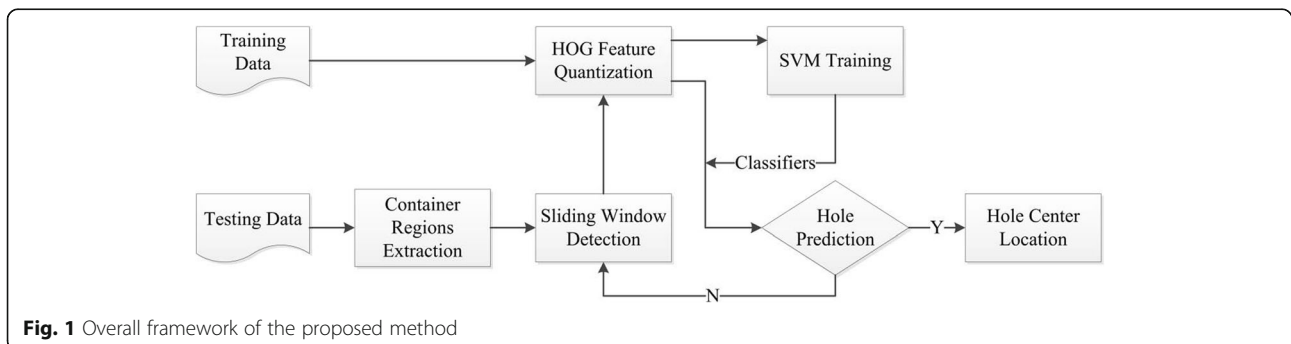 Training
Data
HOG Feature
Quantization
SVM Training
Classifiers
Testing Data
Container
Regions
Extraction
Sliding Window
Detection
Hole
Prediction
Y
Hole Center
Location
N
Fig. 1 Overall framework of the proposed method